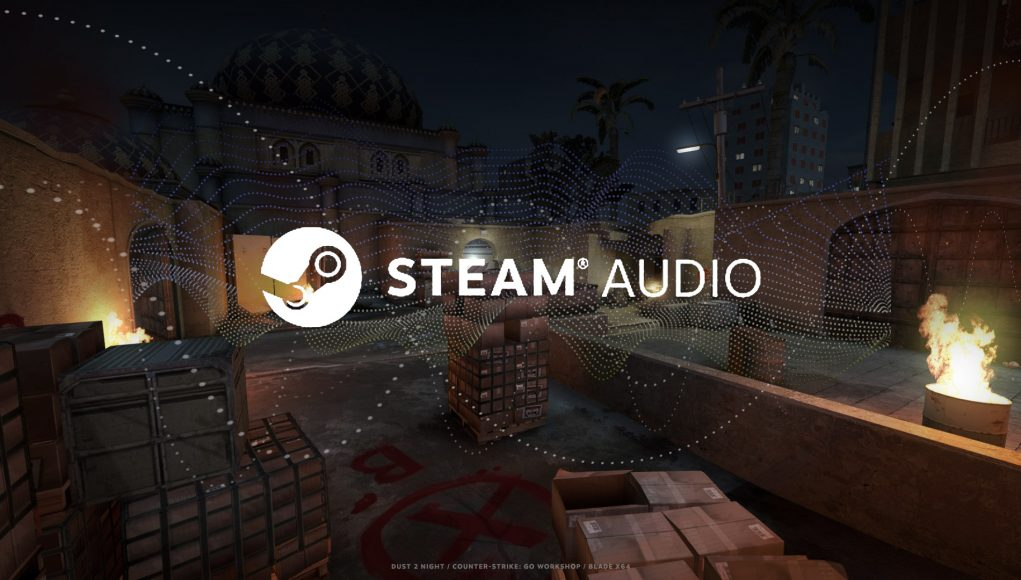 STEAM® AUDIO
B
X
DUST 2 NIGHT / COUNTER-STRIKE: GO WORKSHOP / BLADE X64